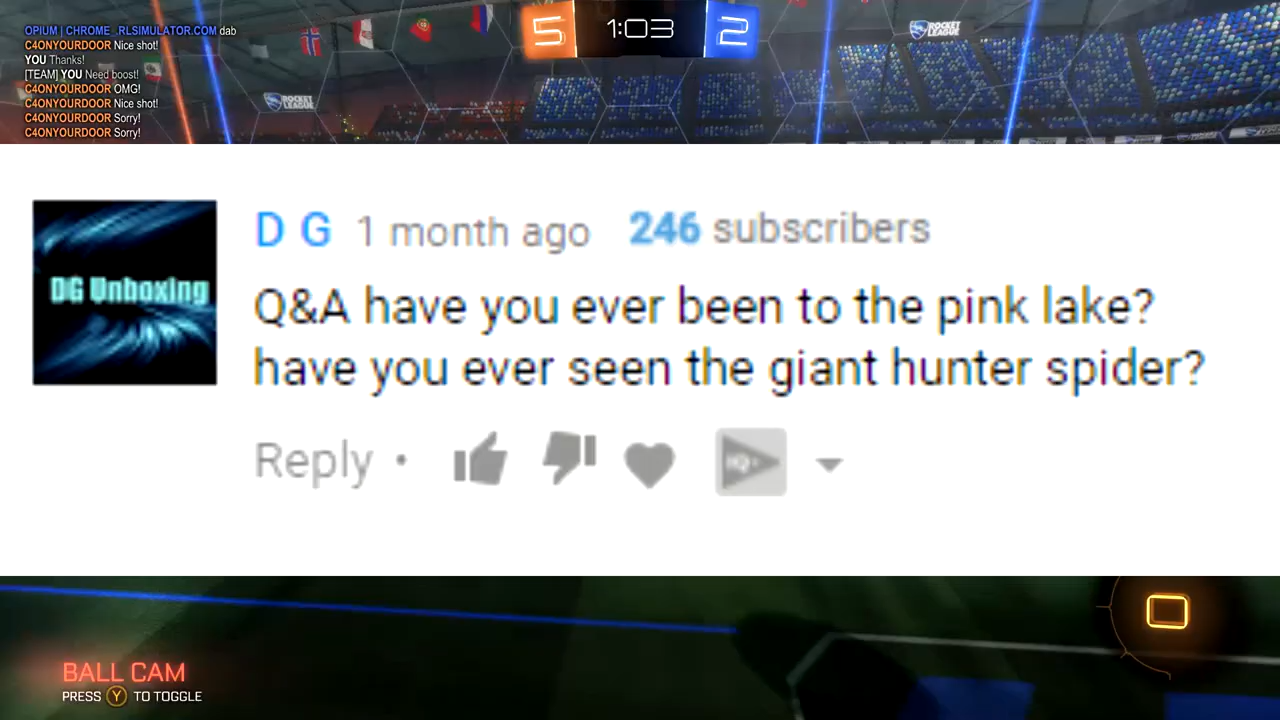 5 1:03 2
OPIUM | CHROME _RLSIMULATOR.COM dab
C4ONYOURDOOR Nice shot!
YOU Thanks!
[TEAM] YOU Need boost!
C4ONYOURDOOR OMG!
C4ONYOURDOOR Nice shot!
C4ONYOURDOOR Sorry!
C4ONYOURDOOR Sorry!
ROCKET LEAGUE
ROCKET LEAGUE
DG Unboxing
D G 1 month ago 246 subscribers
Q&A have you ever been to the pink lake?
have you ever seen the giant hunter spider?
Reply •
BALL CAM
PRESS Y TO TOGGLE